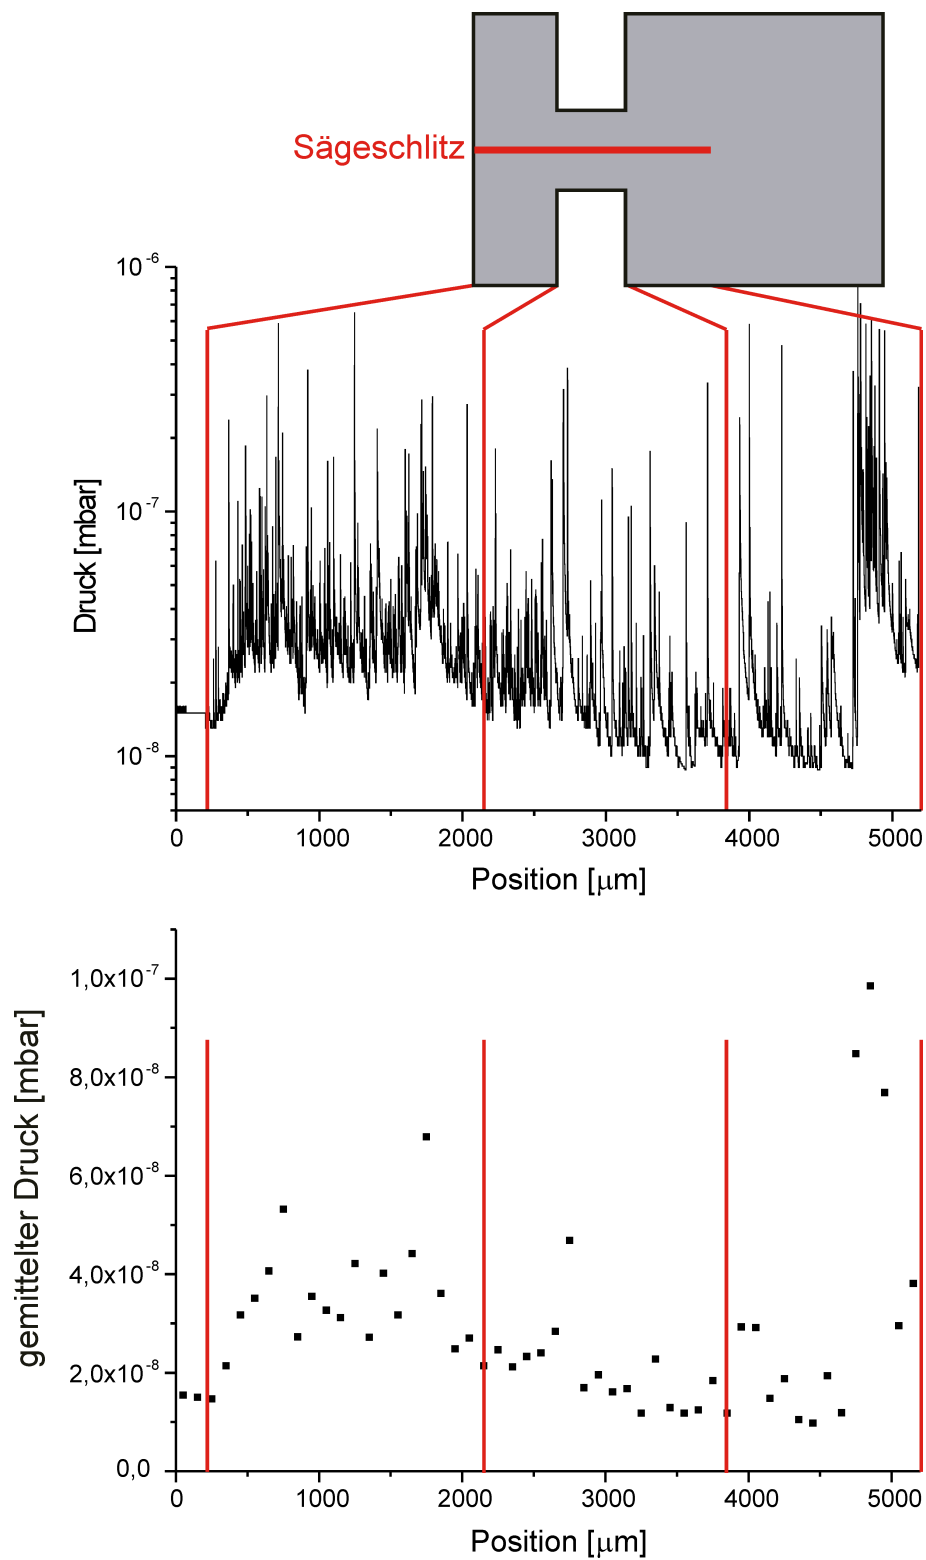 Sägeschlitz
10⁻⁶
10⁻⁷
10⁻⁸
Druck [mbar]
0 1000 2000 3000 4000 5000
Position [μm]
1,0x10⁻⁷
8,0x10⁻⁸
6,0x10⁻⁸
4,0x10⁻⁸
2,0x10⁻⁸
0,0
gemittelter Druck [mbar]
0 1000 2000 3000 4000 5000
Position [μm]